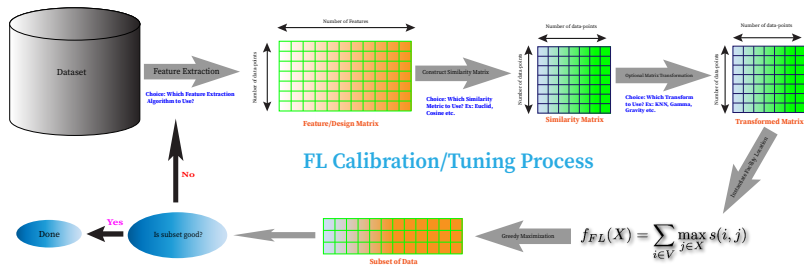 Dataset
Feature Extraction
Choice: Which Feature Extraction
Algorithm to Use?
Number of Features
Number of data-points
Feature/Design Matrix
Construct Similarity Matrix
Choice: Which Similarity
Metric to Use? Ex: Euclid,
Cosine etc.
Number of data-points
Number of data-points
Similarity Matrix
Optional Metric Transformation
Choice: Which Transform
to Use? Ex: KNN, Gamma,
Gravity etc.
Number of data-points
Number of data-points
Transformed Matrix
FL Calibration/Tuning Process
Instantiate Facility Location
f_{FL}(X) = \sum_{i \in V} \max_{j \in X} s(i, j)
Greedy Maximization
Subset of Data
Is subset good?
No
Yes
Done